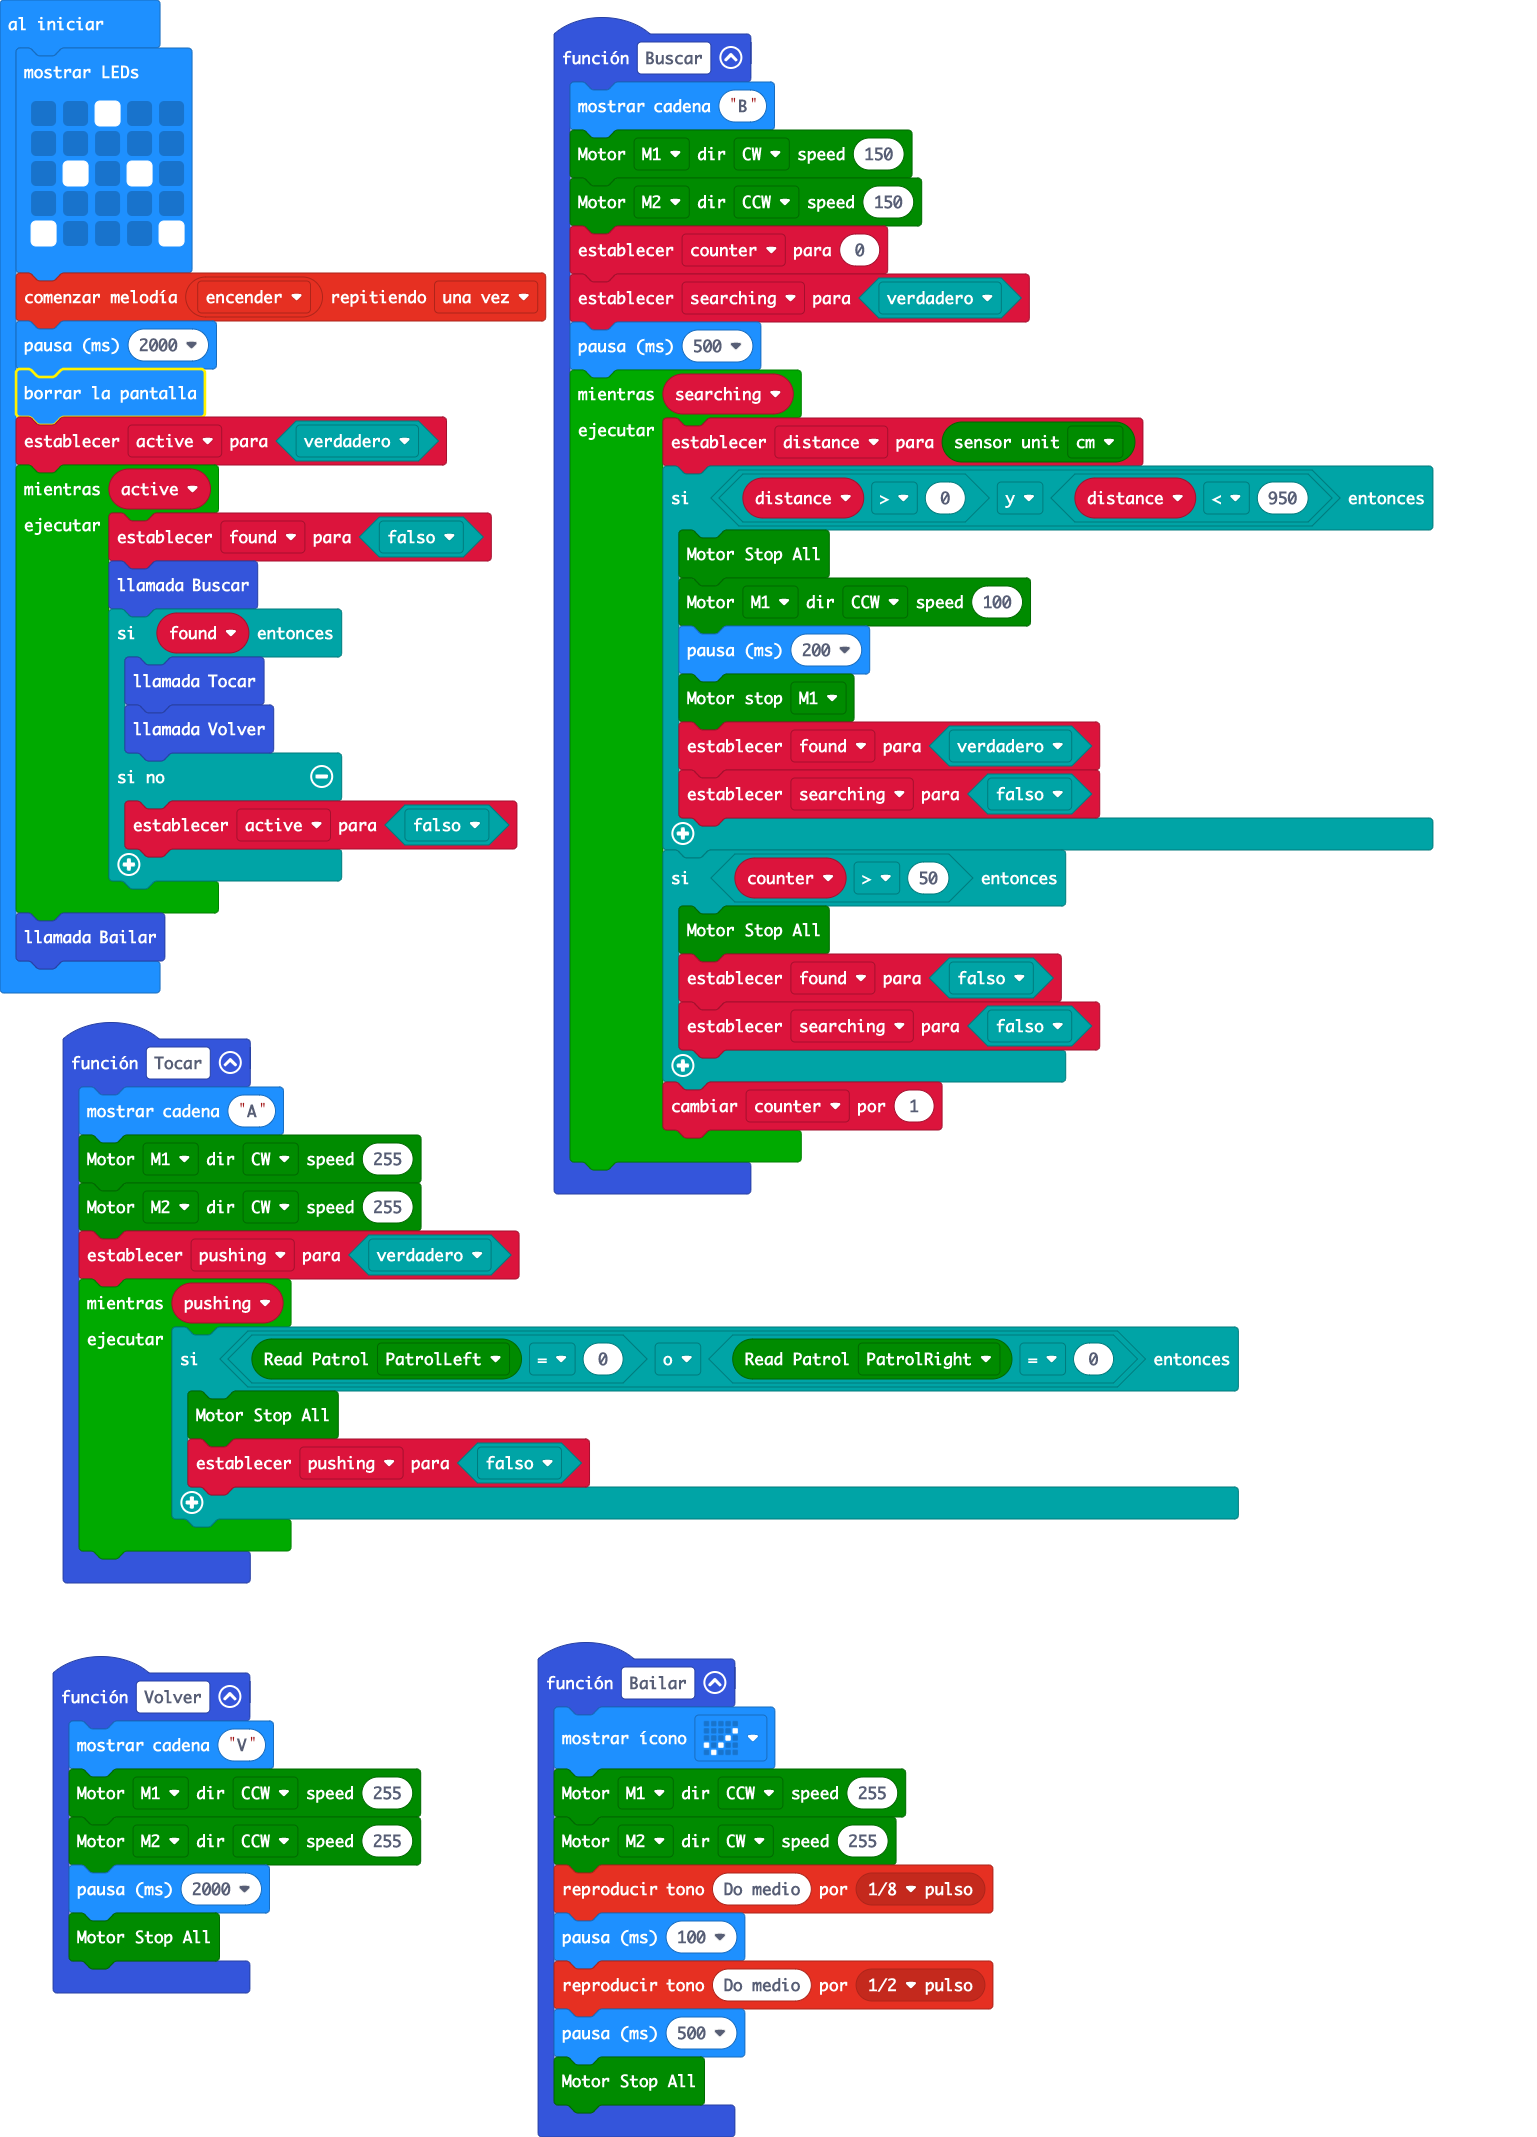 al iniciar
mostrar LEDs
comenzar melodía encender repitiendo una vez
pausa (ms) 2000
borrar la pantalla
establecer active para verdadero
mientras active
ejecutar
establecer found para falso
llamada Buscar
si found entonces
llamada Tocar
llamada Volver
si no
establecer active para falso
llamada Bailar
función Buscar
mostrar cadena "B"
Motor M1 dir CW speed 150
Motor M2 dir CCW speed 150
establecer counter para 0
establecer searching para verdadero
pausa (ms) 500
mientras searching
ejecutar
establecer distance para sensor unit cm
si distance > 0 y distance < 950 entonces
Motor Stop All
Motor M1 dir CCW speed 100
pausa (ms) 200
Motor stop M1
establecer found para verdadero
establecer searching para falso
si counter > 50 entonces
Motor Stop All
establecer found para falso
establecer searching para falso
cambiar counter por 1
función Tocar
mostrar cadena "A"
Motor M1 dir CW speed 255
Motor M2 dir CW speed 255
establecer pushing para verdadero
mientras pushing
ejecutar
si Read Patrol PatrolLeft = 0 o Read Patrol PatrolRight = 0 entonces
Motor Stop All
establecer pushing para falso
función Volver
mostrar cadena "V"
Motor M1 dir CCW speed 255
Motor M2 dir CCW speed 255
pausa (ms) 2000
Motor Stop All
función Bailar
mostrar ícono
Motor M1 dir CCW speed 255
Motor M2 dir CW speed 255
reproducir tono Do medio por 1/8 pulso
pausa (ms) 100
reproducir tono Do medio por 1/2 pulso
pausa (ms) 500
Motor Stop All